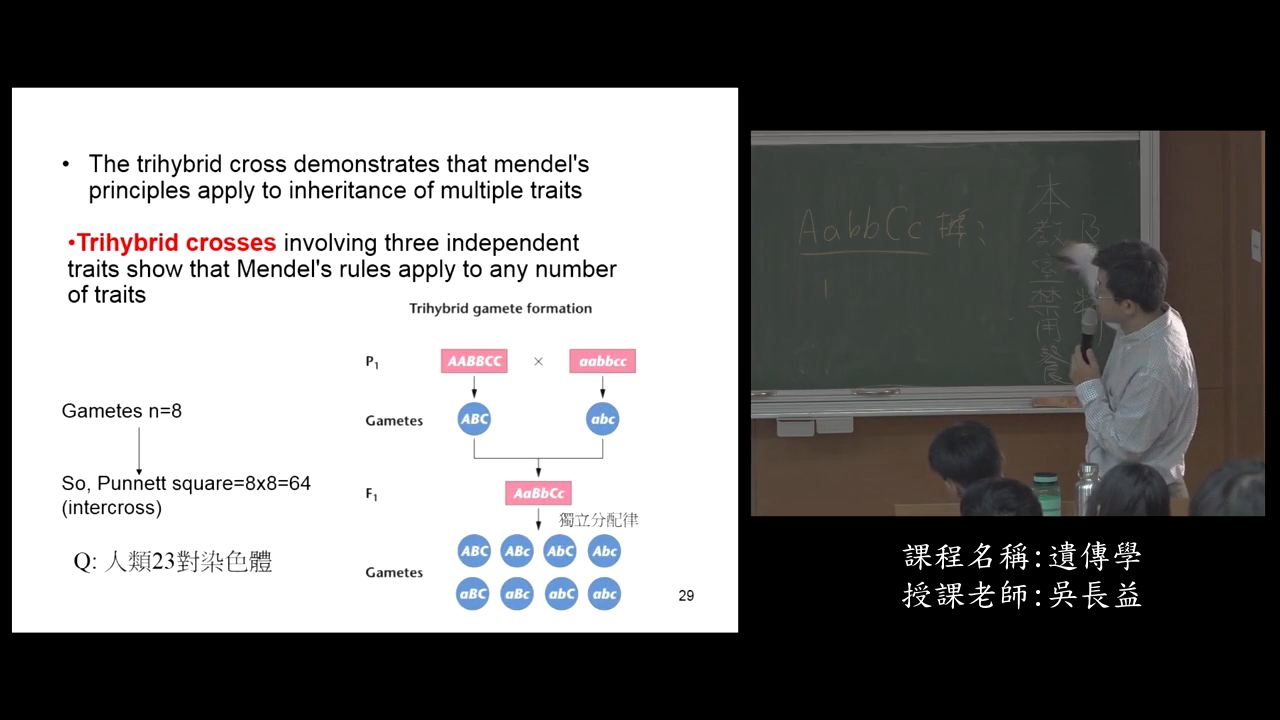 • The trihybrid cross demonstrates that mendel's
principles apply to inheritance of multiple traits
•Trihybrid crosses involving three independent
traits show that Mendel's rules apply to any number
of traits
Trihybrid gamete formation
P1 AABBCC × aabbcc
Gametes n=8
Gametes ABC abc
So, Punnett square=8x8=64
(intercross)
F1 AaBbCc
獨立分配律
Q: 人類23對染色體
Gametes
ABC ABc AbC Abc
aBC aBc abC abc
29
AabbCc
本教室禁用
課程名稱:遺傳學
授課老師:吳長益